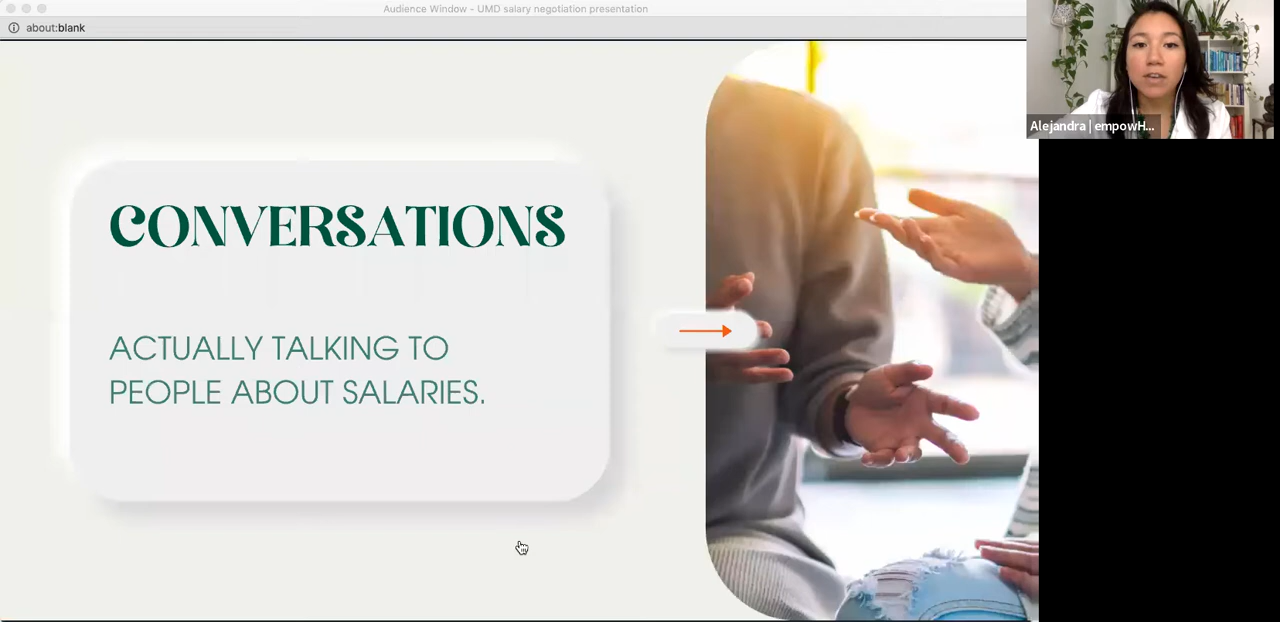 Audience Window - UMD salary negotiation presentation
about:blank
Alejandra | empowH...
CONVERSATIONS
ACTUALLY TALKING TO
PEOPLE ABOUT SALARIES.